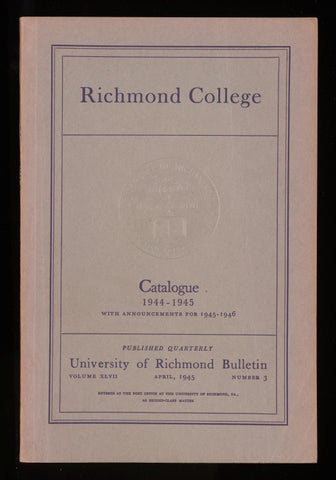 Richmond College
Catalogue
1944-1945
WITH ANNOUNCEMENTS FOR 1945-1946
PUBLISHED QUARTERLY
University of Richmond Bulletin
VOLUME XLVII APRIL, 1945 NUMBER 3
ENTERED AT THE POST OFFICE AT THE UNIVERSITY OF RICHMOND, VA.,
AS SECOND-CLASS MATTER